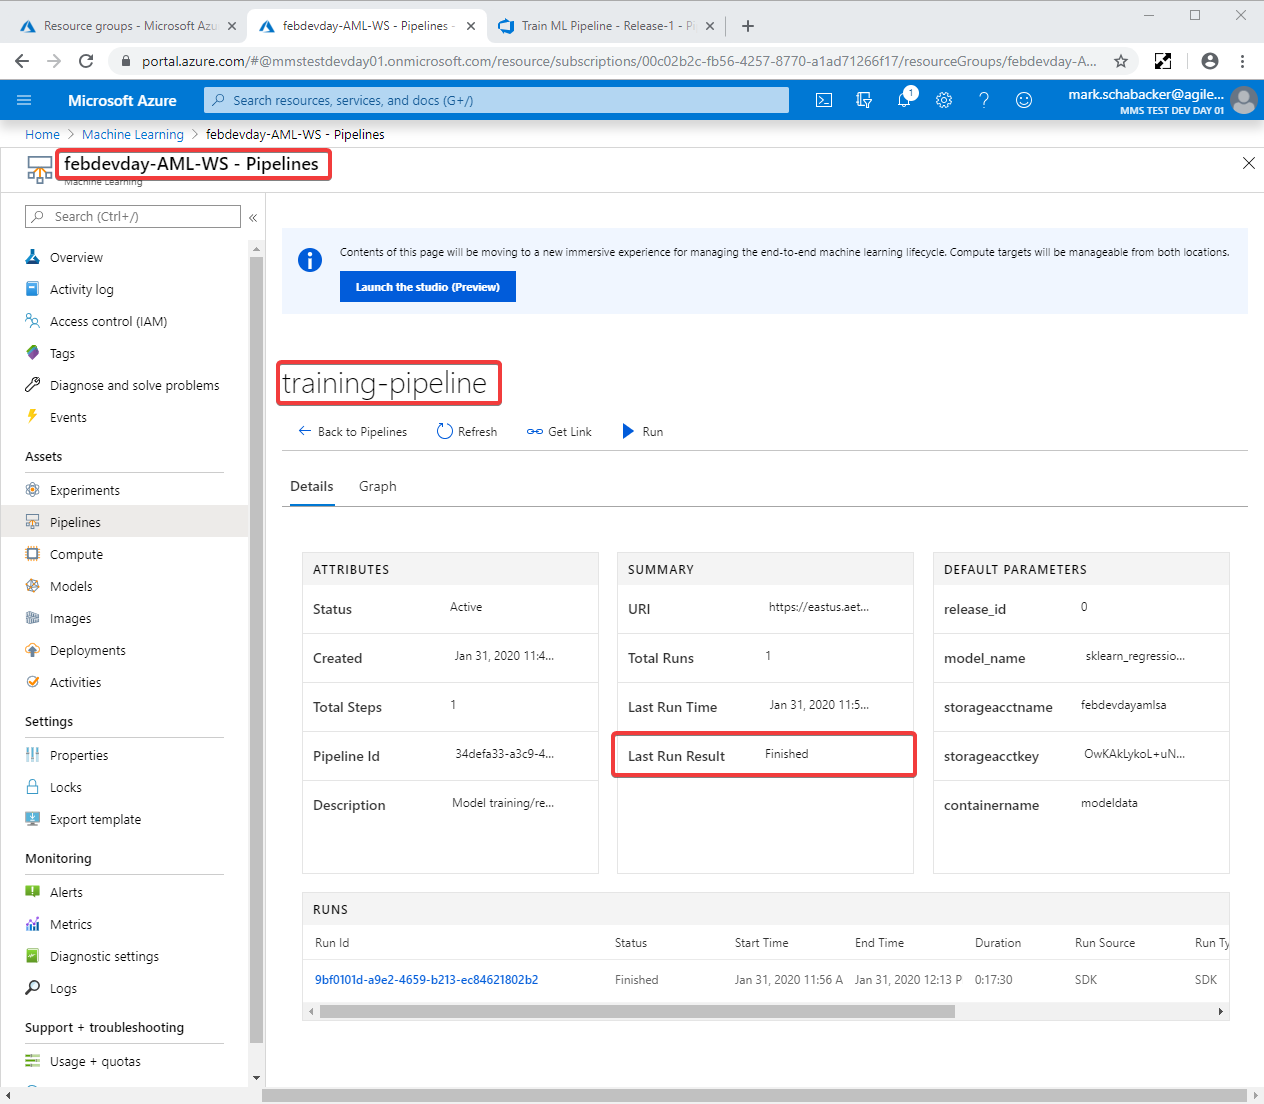 Resource groups - Microsoft Azu
febdevday-AML-WS - Pipelines -
Train ML Pipeline - Release-1 - Pi
portal.azure.com/#@mmstestdevday01.onmicrosoft.com/resource/subscriptions/00c02b2c-fb56-4257-8770-a1ad71266f17/resourceGroups/febdevday-A...
Microsoft Azure
Search resources, services, and docs (G+/)
1
mark.schabacker@agile...
MMS TEST DEV DAY 01
Home > Machine Learning > febdevday-AML-WS - Pipelines
febdevday-AML-WS - Pipelines
Machine Learning
Search (Ctrl+/)
Overview
Activity log
Access control (IAM)
Tags
Diagnose and solve problems
Events
Assets
Experiments
Pipelines
Compute
Models
Images
Deployments
Activities
Settings
Properties
Locks
Export template
Monitoring
Alerts
Metrics
Diagnostic settings
Logs
Support + troubleshooting
Usage + quotas
Contents of this page will be moving to a new immersive experience for managing the end-to-end machine learning lifecycle. Compute targets will be manageable from both locations.
Launch the studio (Preview)
training-pipeline
Back to Pipelines
Refresh
Get Link
Run
Details
Graph
ATTRIBUTES
Status Active
Created Jan 31, 2020 11:4...
Total Steps 1
Pipeline Id 34defa33-a3c9-4...
Description Model training/re...
SUMMARY
URI https://eastus.aet...
Total Runs 1
Last Run Time Jan 31, 2020 11:5...
Last Run Result Finished
DEFAULT PARAMETERS
release_id 0
model_name sklearn_regressio...
storageacctname febdevdayamlsa
storageacctkey OwKAkLykoL+uN...
containername modeldata
RUNS
Run Id Status Start Time End Time Duration Run Source Run Ty
9bf0101d-a9e2-4659-b213-ec84621802b2 Finished Jan 31, 2020 11:56 A Jan 31, 2020 12:13 P 0:17:30 SDK SDK